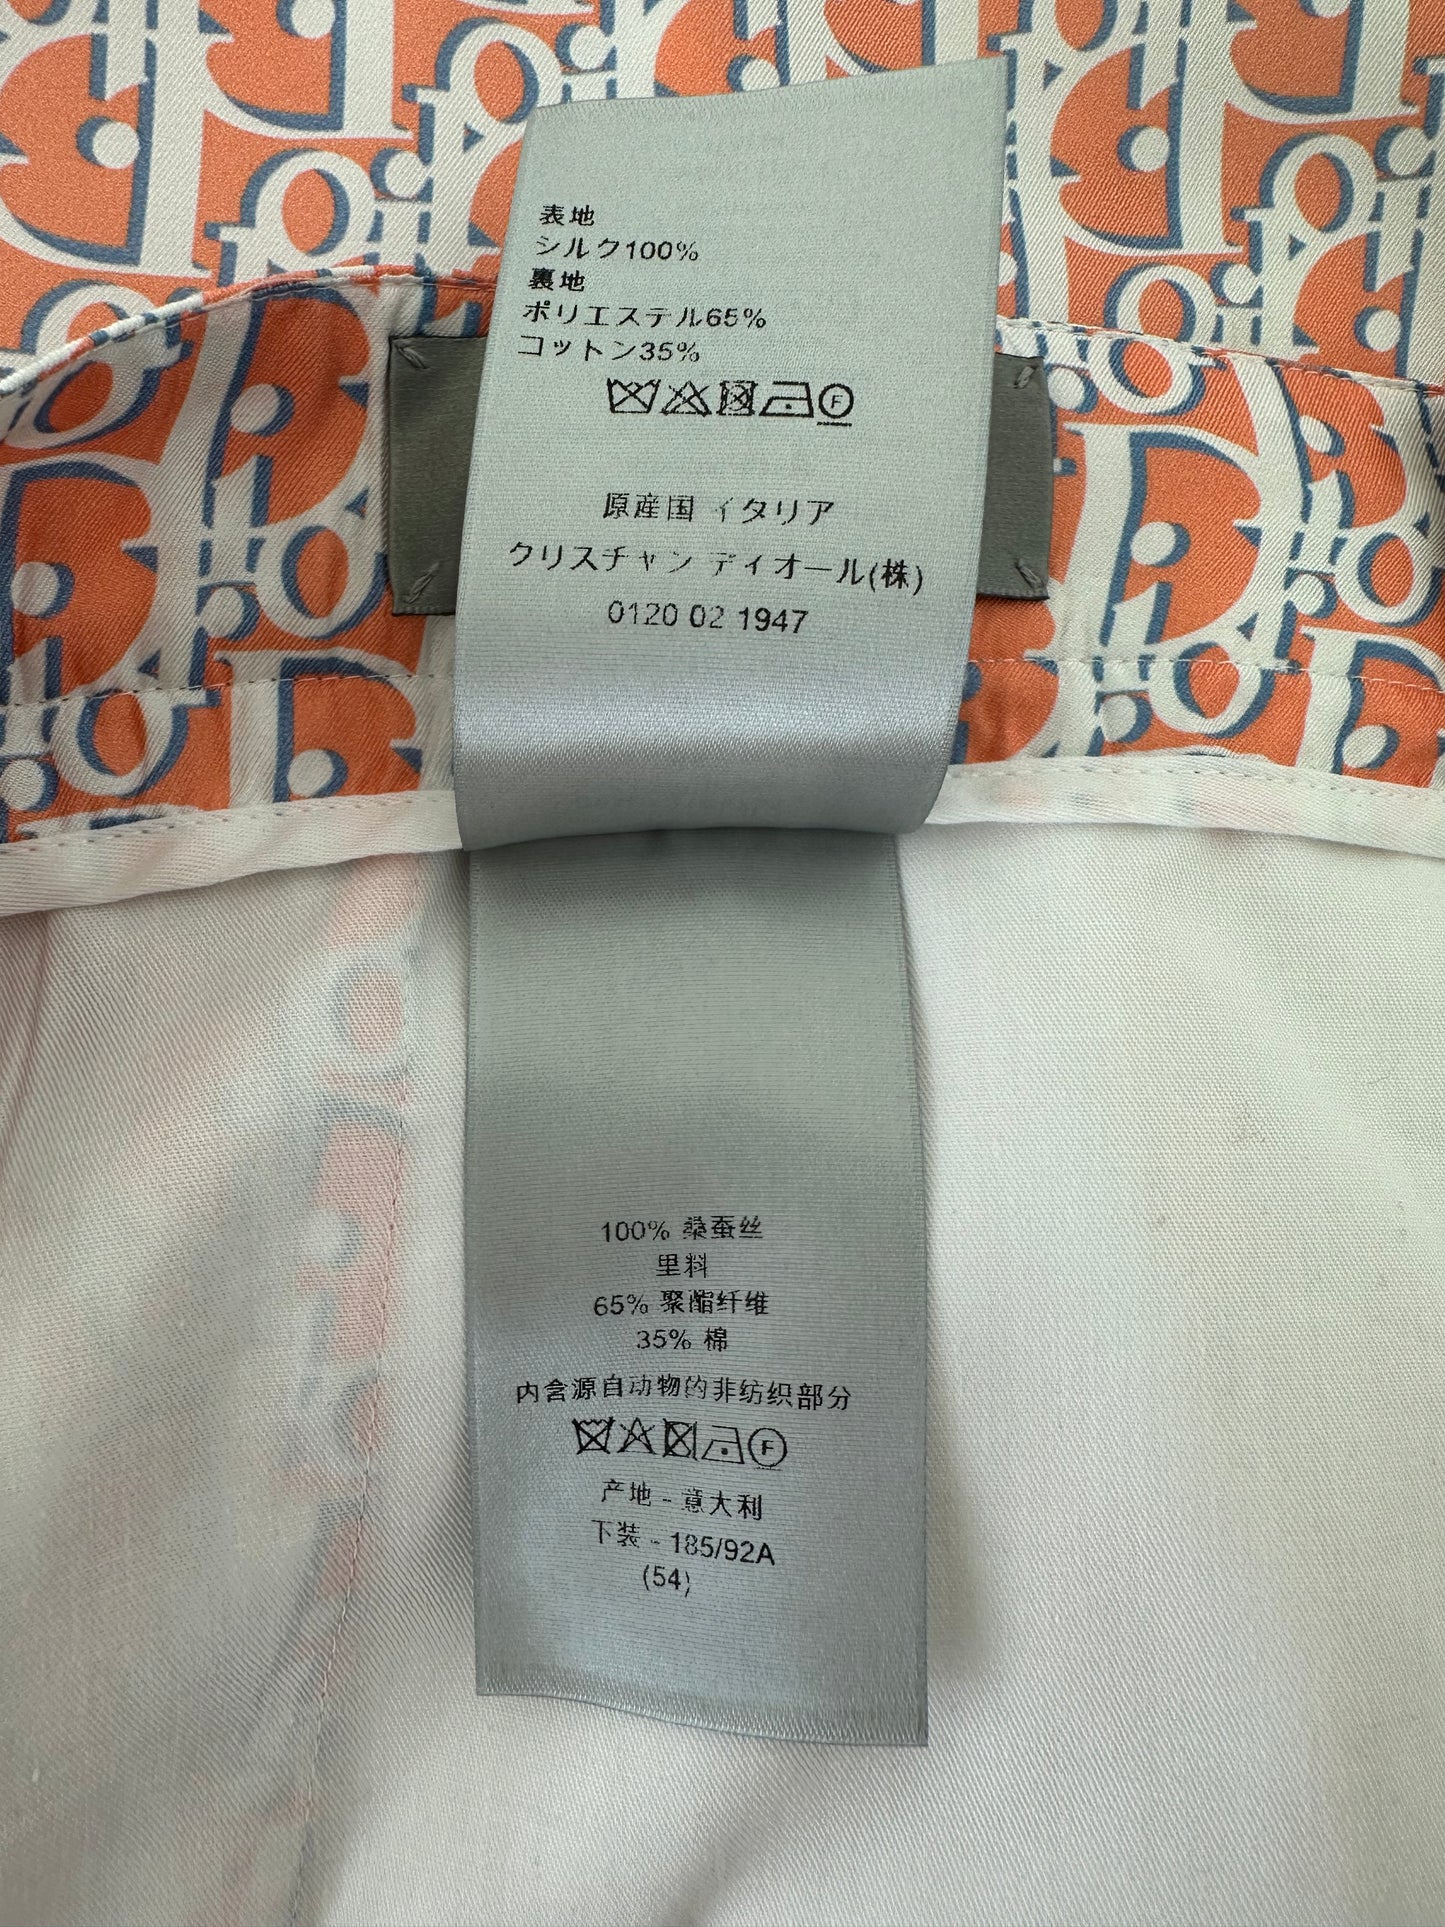 表地
シルク100%
裏地
ポリエステル65%
コットン35%
F
原産国 イタリア
クリスチャン ディオール(株)
0120 02 1947
100% 桑蚕丝
里料
65% 聚酯纤维
35% 棉
内含源自动物的非纺织部分
F
产地 - 意大利
下装 - 185/92A
(54)